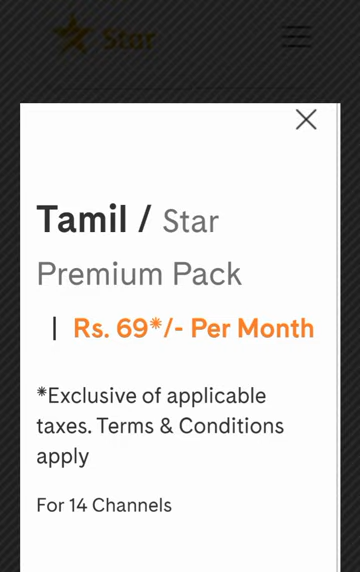 Star
Tamil / Star
Premium Pack
| Rs. 69*/- Per Month
*Exclusive of applicable
taxes. Terms & Conditions
apply
For 14 Channels